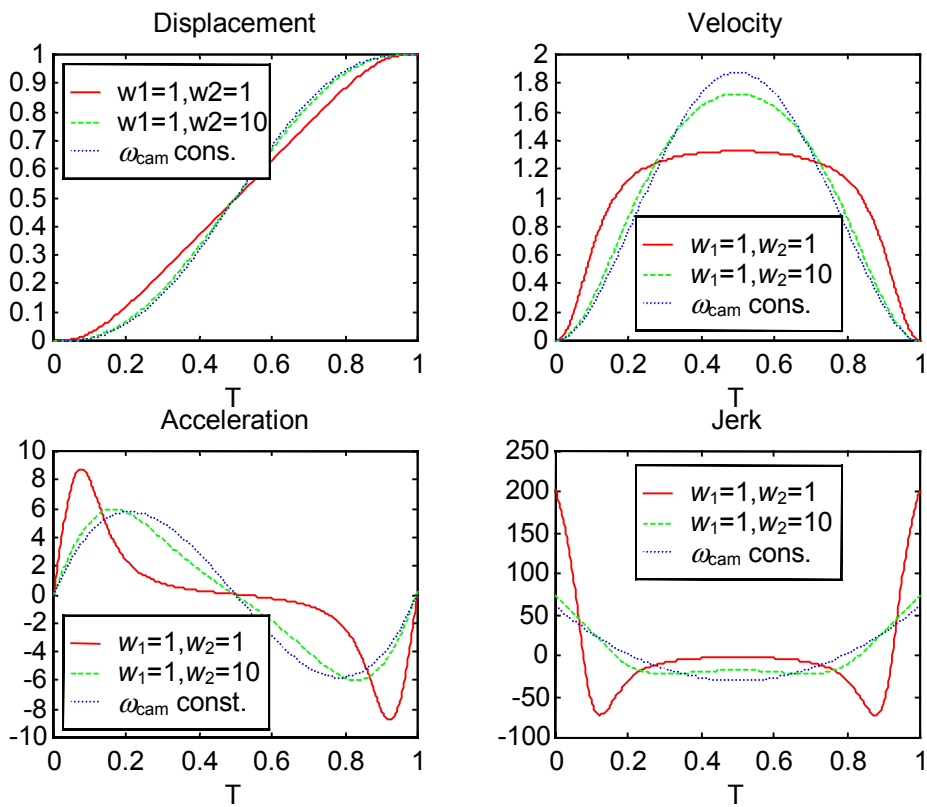 Displacement
1
0.9
0.8
0.7
0.6
0.5
0.4
0.3
0.2
0.1
0
w1=1,w2=1
w1=1,w2=10
ωcam cons.
0 0.2 0.4 0.6 0.8 1
T
Velocity
2
1.8
1.6
1.4
1.2
1
0.8
0.6
0.4
0.2
0
w1=1,w2=1
w1=1,w2=10
ωcam cons.
0 0.2 0.4 0.6 0.8 1
T
Acceleration
10
8
6
4
2
0
-2
-4
-6
-8
-10
w1=1,w2=1
w1=1,w2=10
ωcam const.
0 0.2 0.4 0.6 0.8 1
T
Jerk
250
200
150
100
50
0
-50
-100
w1=1,w2=1
w1=1,w2=10
ωcam cons.
0 0.2 0.4 0.6 0.8 1
T